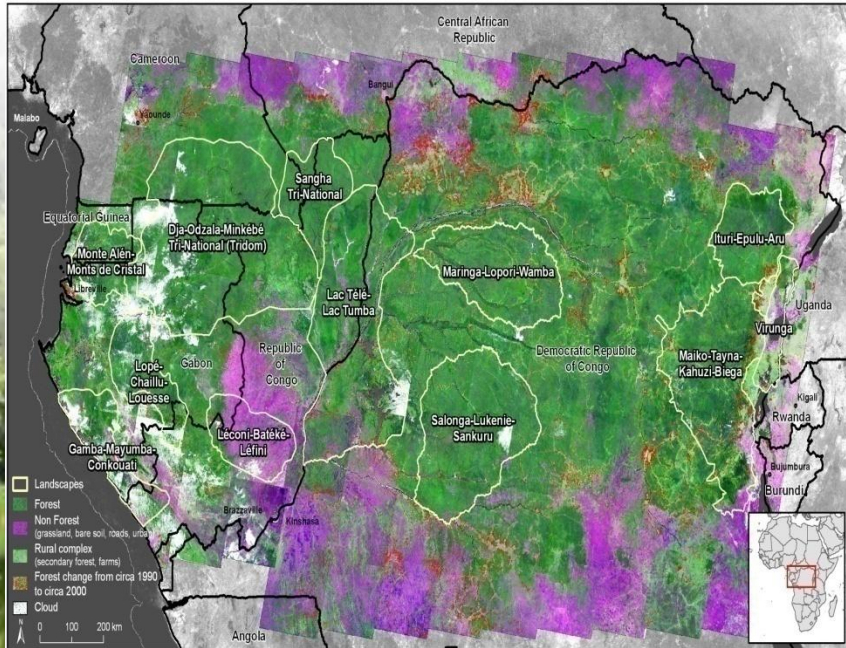 Central African
Republic
Cameroon
Bangui
Yaounde
Malabo
Sangha
Tri-National
Equatorial Guinea
Dja-Odzala-Minkébé
Tri-National (Tridom)
Ituri-Epulu-Aru
Monte Alén-
Monts de Cristal
Maringa-Lopori-Wamba
Libreville
Lac Télé-
Lac Tumba
Uganda
Virunga
Gabon
Republic
of
Congo
Democratic Republic
of Congo
Maiko-Tayna-
Kahuzi-Biega
Lopé-
Chaillu-
Louesse
Kigali
Rwanda
Salonga-Lukenie-
Sankuru
Léconi-Batéké-
Léfini
Gamba-Mayumba-
Conkouati
Bujumbura
Burundi
Brazzaville
Kinshasa
Landscapes
Forest
Non Forest
(grassland, bare soil, roads, urba
Rural complex
(secondary forest, farms)
Forest change from circa 1990
to circa 2000
Cloud
N
0 100 200 km
Angola